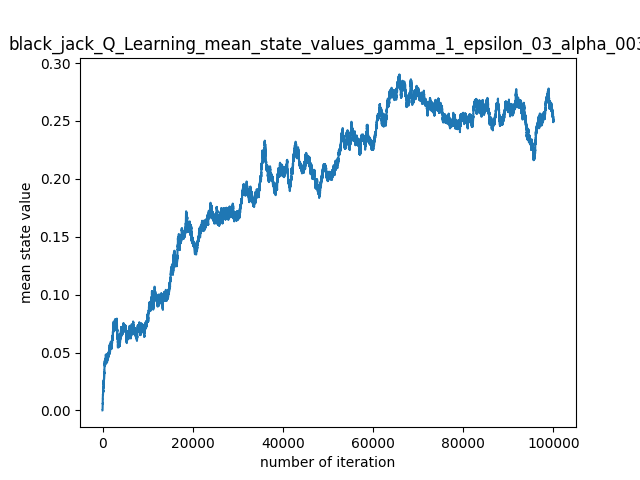 black_jack_Q_Learning_mean_state_values_gamma_1_epsilon_03_alpha_003
0.30
0.25
0.20
0.15
0.10
0.05
0.00
mean state value
0 20000 40000 60000 80000 100000
number of iteration